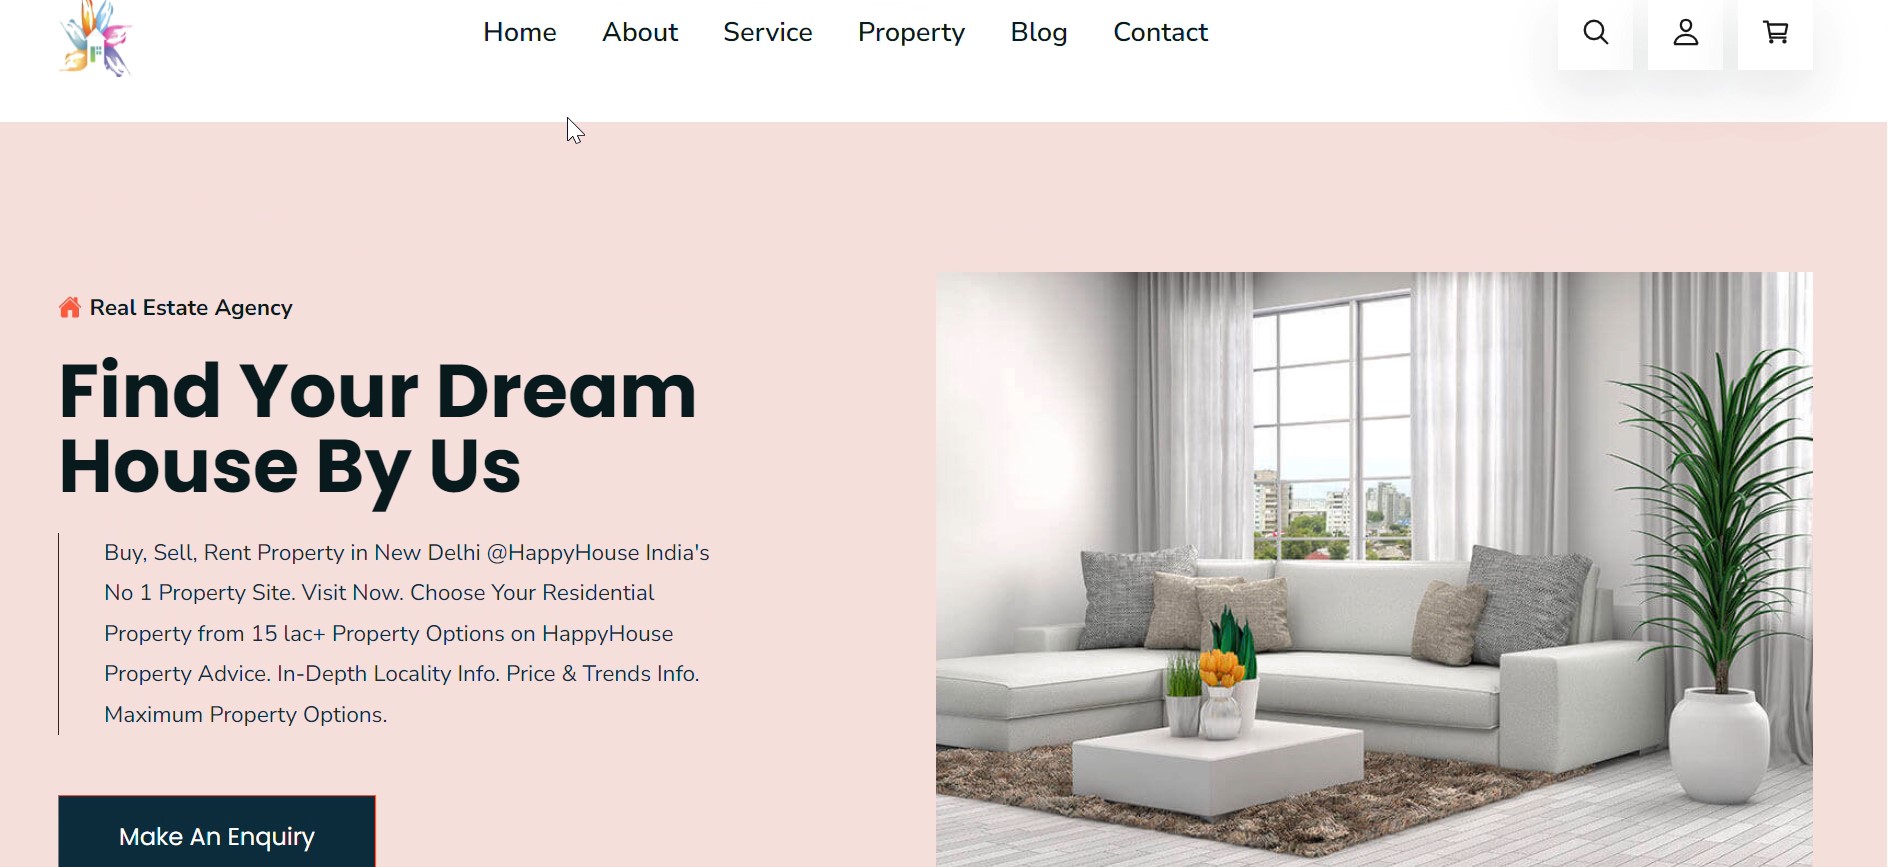 Home About Service Property Blog Contact
Real Estate Agency
Find Your Dream
House By Us
Buy, Sell, Rent Property in New Delhi @HappyHouse India's
No 1 Property Site. Visit Now. Choose Your Residential
Property from 15 lac+ Property Options on HappyHouse
Property Advice. In-Depth Locality Info. Price & Trends Info.
Maximum Property Options.
Make An Enquiry